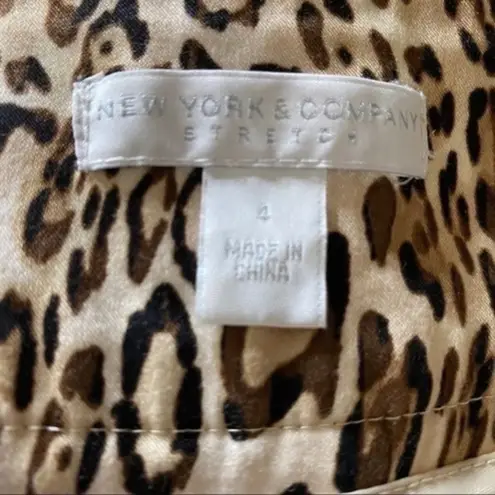 NEW YORK & COMPANY
STRETCH
4
MADE IN
CHINA